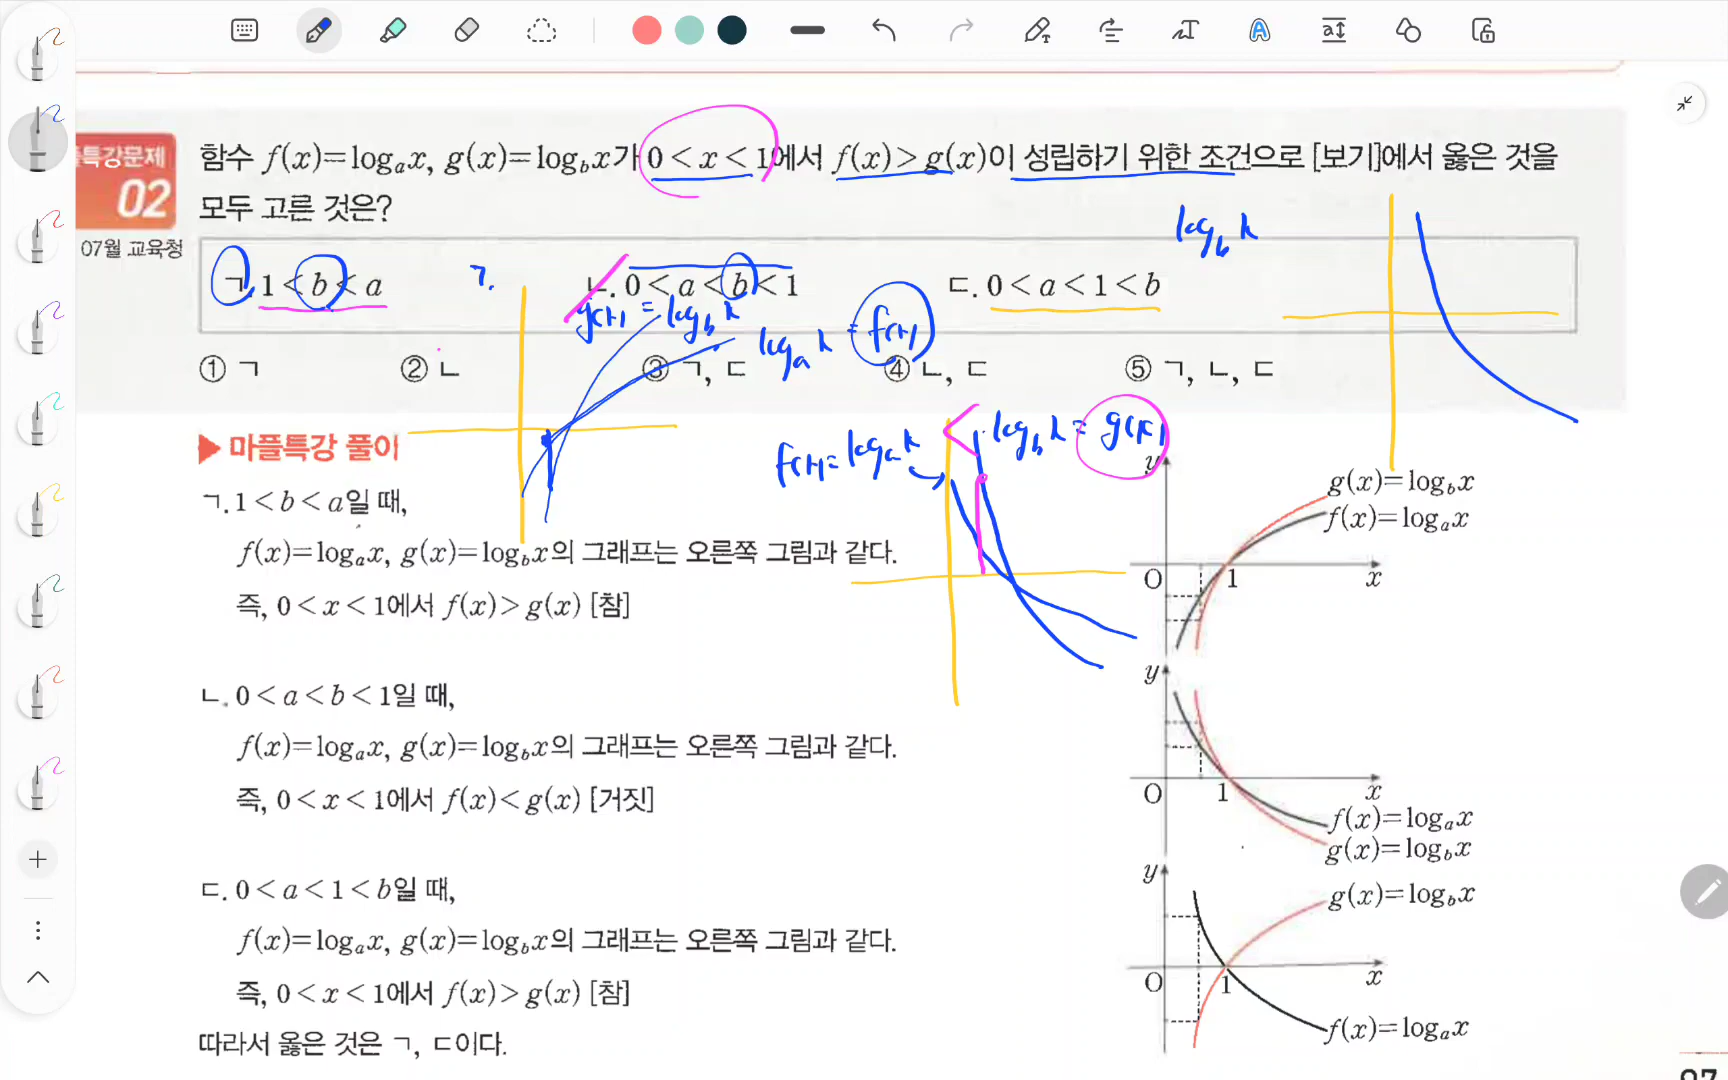 특강문제
02
07월 교육청
함수 f(x)=logₐx, g(x)=log_b x가 0<x<1에서 f(x)>g(x)이 성립하기 위한 조건으로 [보기]에서 옳은 것을
모두 고른 것은?
log_b x
ㄱ. 1<b<a ㄱ. ㄴ. 0<a<b<1 ㄷ. 0<a<1<b
g(x)=log_b x
logₐx = f(x)
① ㄱ ② ㄴ ③ ㄱ, ㄷ ④ ㄴ, ㄷ ⑤ ㄱ, ㄴ, ㄷ
▶ 마플특강 풀이
f(x)=logₐx
log_b x = g(x)
ㄱ. 1<b<a일 때,
f(x)=logₐx, g(x)=log_b x의 그래프는 오른쪽 그림과 같다.
즉, 0<x<1에서 f(x)>g(x) [참]
y
g(x)=log_b x
f(x)=logₐx
O 1 x
ㄴ. 0<a<b<1일 때,
f(x)=logₐx, g(x)=log_b x의 그래프는 오른쪽 그림과 같다.
즉, 0<x<1에서 f(x)<g(x) [거짓]
y
O 1 x
f(x)=logₐx
g(x)=log_b x
ㄷ. 0<a<1<b일 때,
f(x)=logₐx, g(x)=log_b x의 그래프는 오른쪽 그림과 같다.
즉, 0<x<1에서 f(x)>g(x) [참]
y
g(x)=log_b x
O 1 x
f(x)=logₐx
따라서 옳은 것은 ㄱ, ㄷ이다.